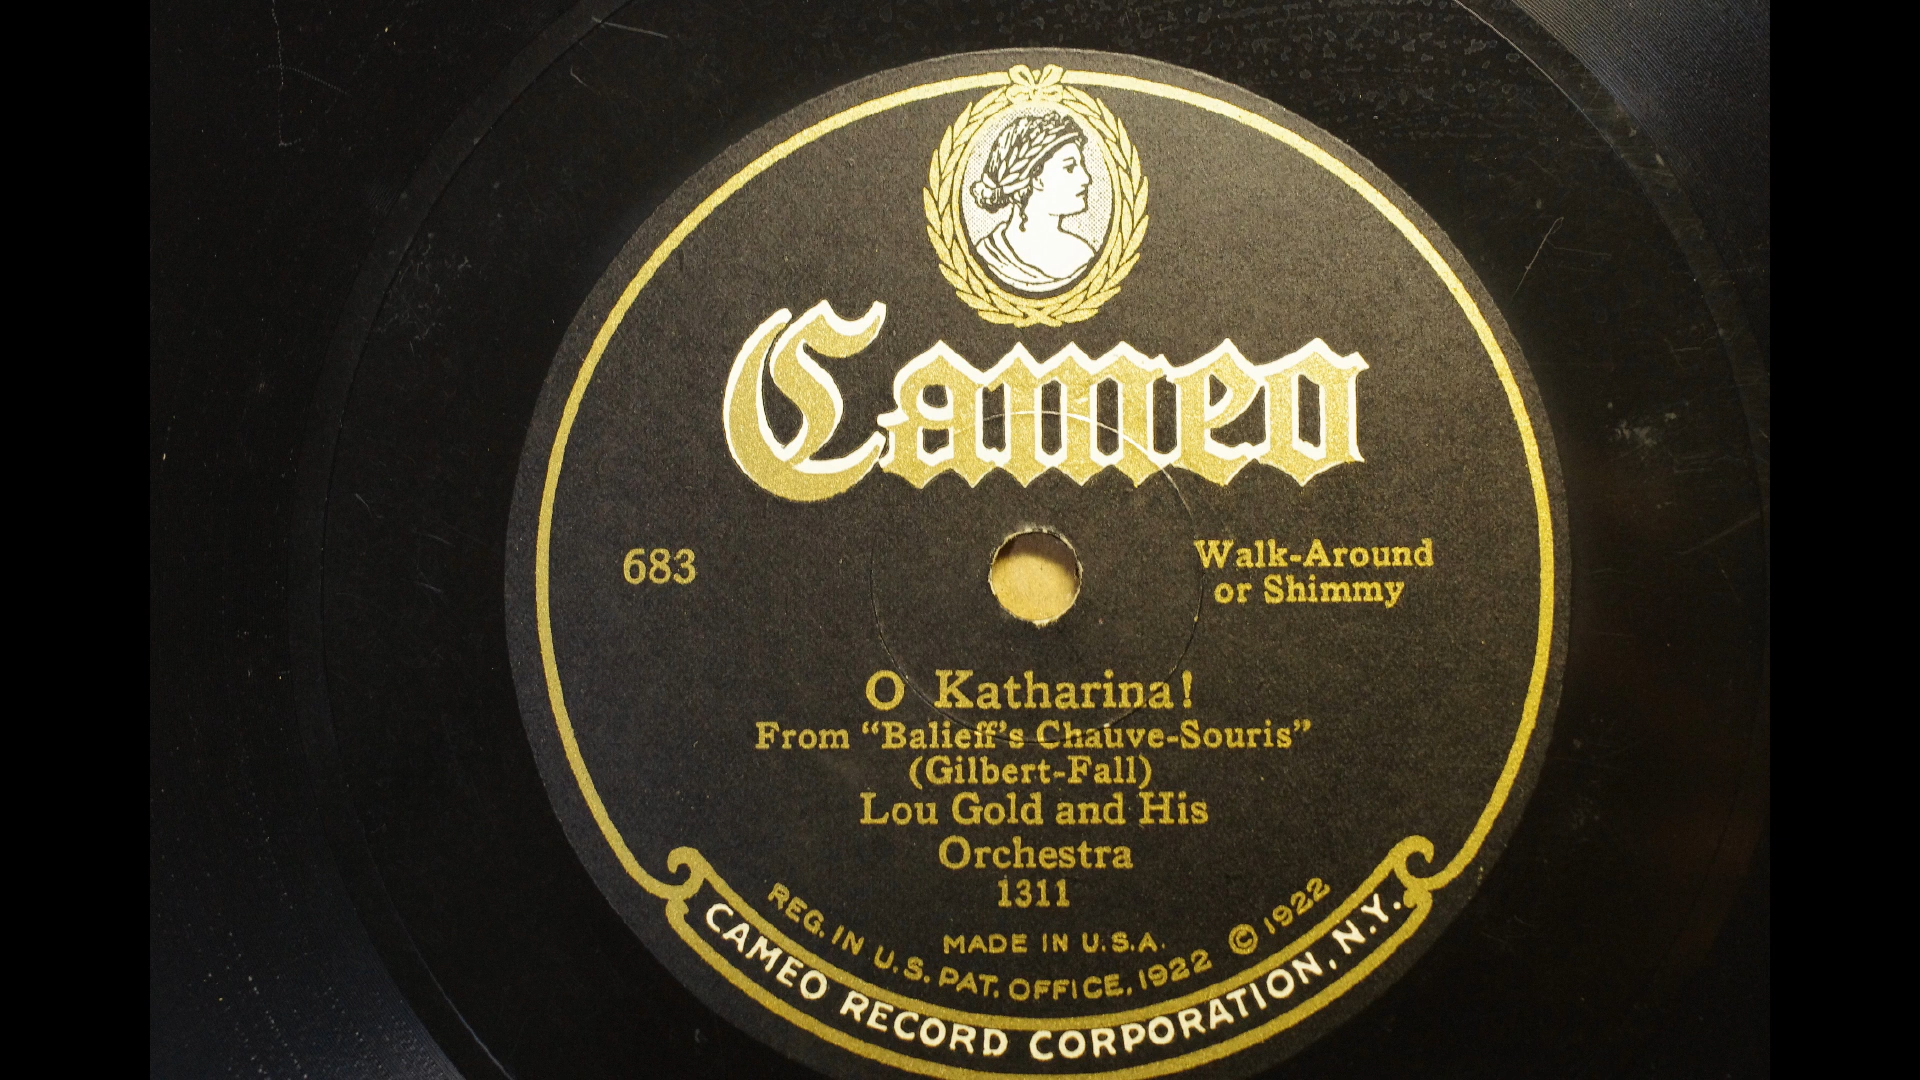 Cameo
683
Walk-Around
or Shimmy
O Katharina!
From “Balieff’s Chauve-Souris”
(Gilbert-Fall)
Lou Gold and His
Orchestra
1311
MADE IN U.S.A.
REG. IN U.S. PAT. OFFICE. 1922 © 1922
CAMEO RECORD CORPORATION, N.Y.